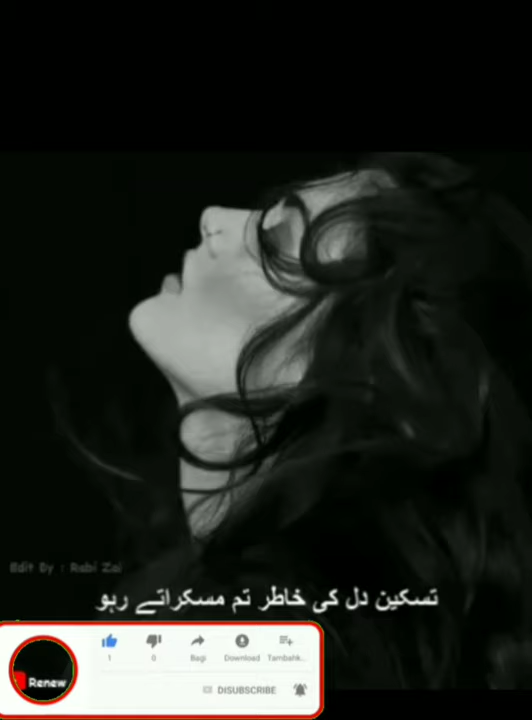 Edit By : Rabi Zai
تسکین دل کی خاطر تم مسکراتے رہو
1 0 Bagi Download Tambahk...
Renew
DISUBSCRIBE